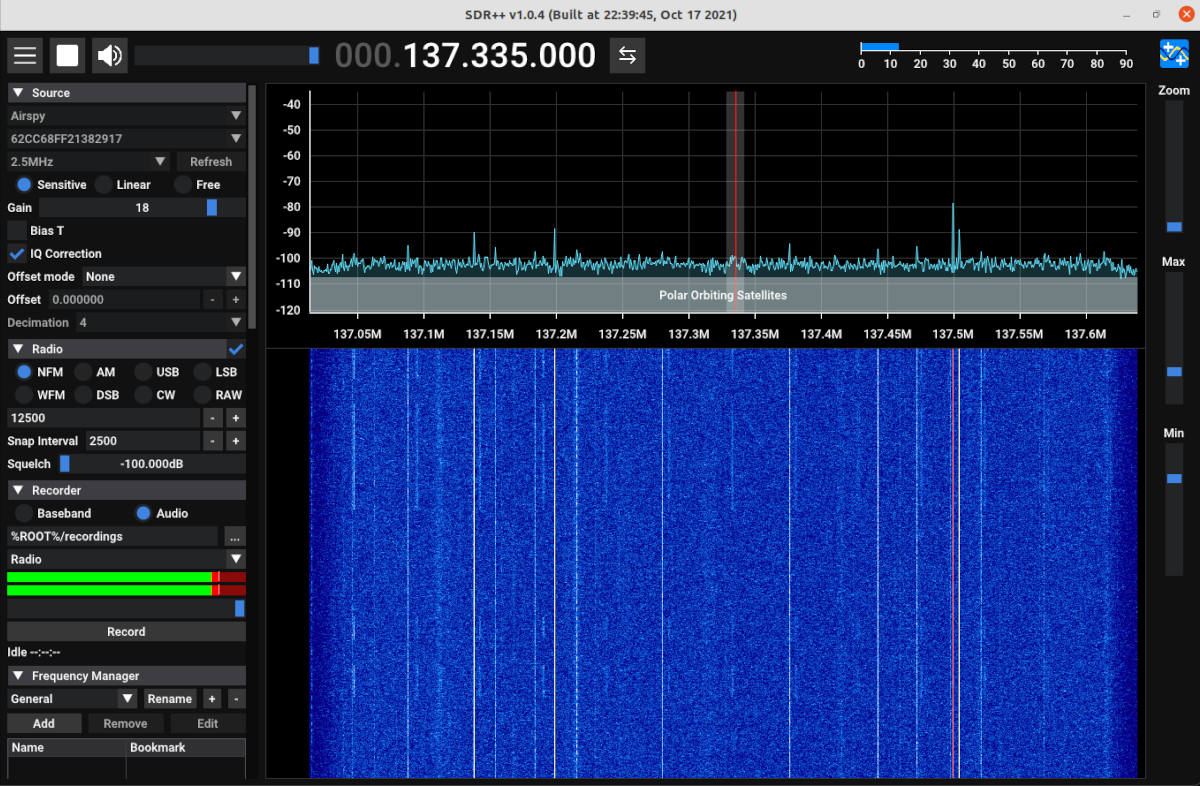 SDR++ v1.0.4 (Built at 22:39:45, Oct 17 2021)
000.137.335.000
0 10 20 30 40 50 60 70 80 90
Source
Airspy
62CC68FF21382917
2.5MHz Refresh
Sensitive Linear Free
Gain 18
Bias T
IQ Correction
Offset mode None
Offset 0.000000 - +
Decimation 4
Radio
NFM AM USB LSB
WFM DSB CW RAW
12500 - +
Snap Interval 2500 - +
Squelch -100.000dB
Recorder
Baseband Audio
%ROOT%/recordings ...
Radio
Record
Idle --:--:--
Frequency Manager
General Rename + -
Add Remove Edit
Name Bookmark
-40
-50
-60
-70
-80
-90
-100
-110
-120
Polar Orbiting Satellites
137.05M 137.1M 137.15M 137.2M 137.25M 137.3M 137.35M 137.4M 137.45M 137.5M 137.55M 137.6M
Zoom
Max
Min